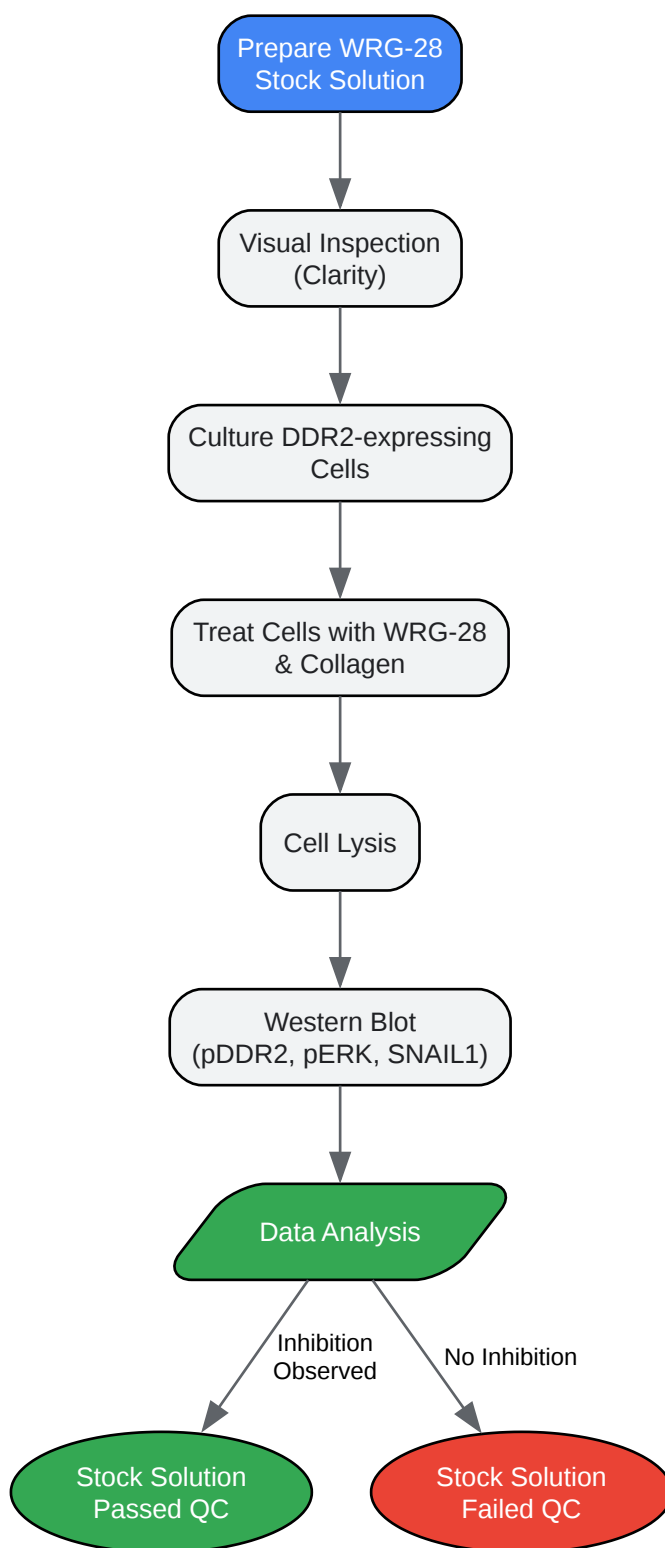 Prepare WRG-28
Stock Solution
Visual Inspection
(Clarity)
Culture DDR2-expressing
Cells
Treat Cells with WRG-28
& Collagen
Cell Lysis
Western Blot
(pDDR2, pERK, SNAIL1)
Data Analysis
Inhibition
Observed
No Inhibition
Stock Solution
Passed QC
Stock Solution
Failed QC